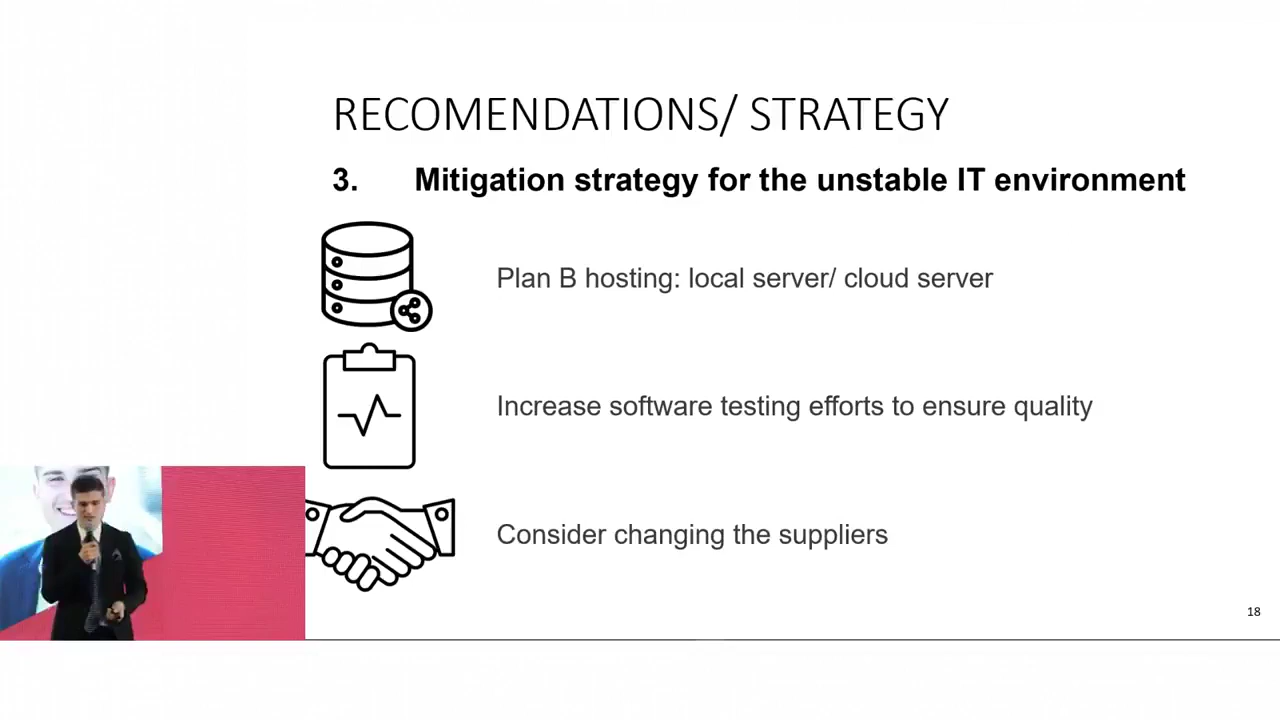 RECOMENDATIONS/ STRATEGY
3. Mitigation strategy for the unstable IT environment
Plan B hosting: local server/ cloud server
Increase software testing efforts to ensure quality
Consider changing the suppliers
18